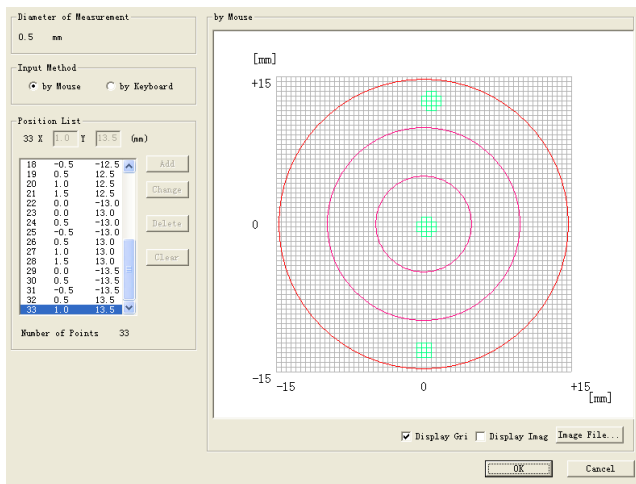 Diameter of Measurement
0.5 mm
Input Method
by Mouse by Keyboard
Position List
33 X 1.0 Y 13.5 (mm)
18 -0.5 -12.5
19 0.5 12.5
20 1.0 12.5
21 1.5 12.5
22 0.0 -13.0
23 0.0 13.0
24 0.5 -13.0
25 -0.5 -13.0
26 0.5 13.0
27 1.0 13.0
28 1.5 13.0
29 0.0 -13.5
30 0.5 -13.5
31 -0.5 -13.5
32 0.5 13.5
33 1.0 13.5
Add
Change
Delete
Clear
Number of Points 33
by Mouse
[mm]
+15
0
-15
-15 0 +15
[mm]
Display Gri Display Imag Image File...
OK Cancel